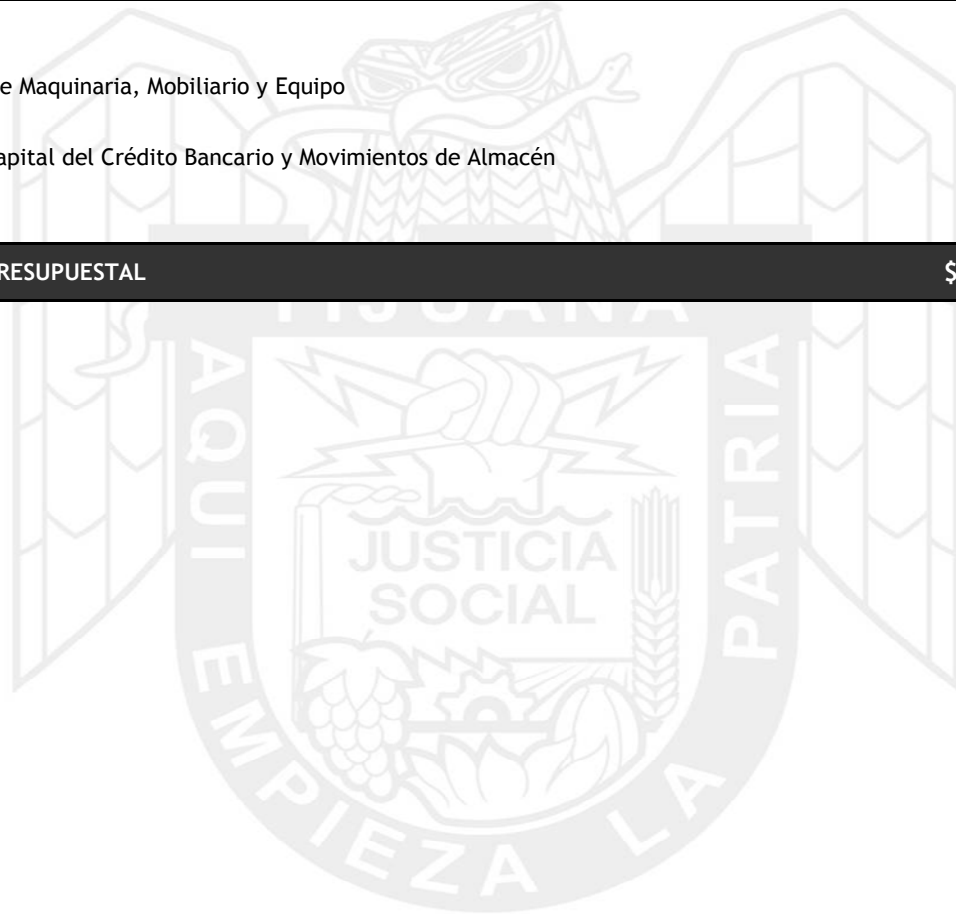 e Maquinaria, Mobiliario y Equipo
apital del Crédito Bancario y Movimientos de Almacén
RESUPUESTAL $
TIJUANA
AQUI EMPIEZA LA PATRIA
JUSTICIA
SOCIAL